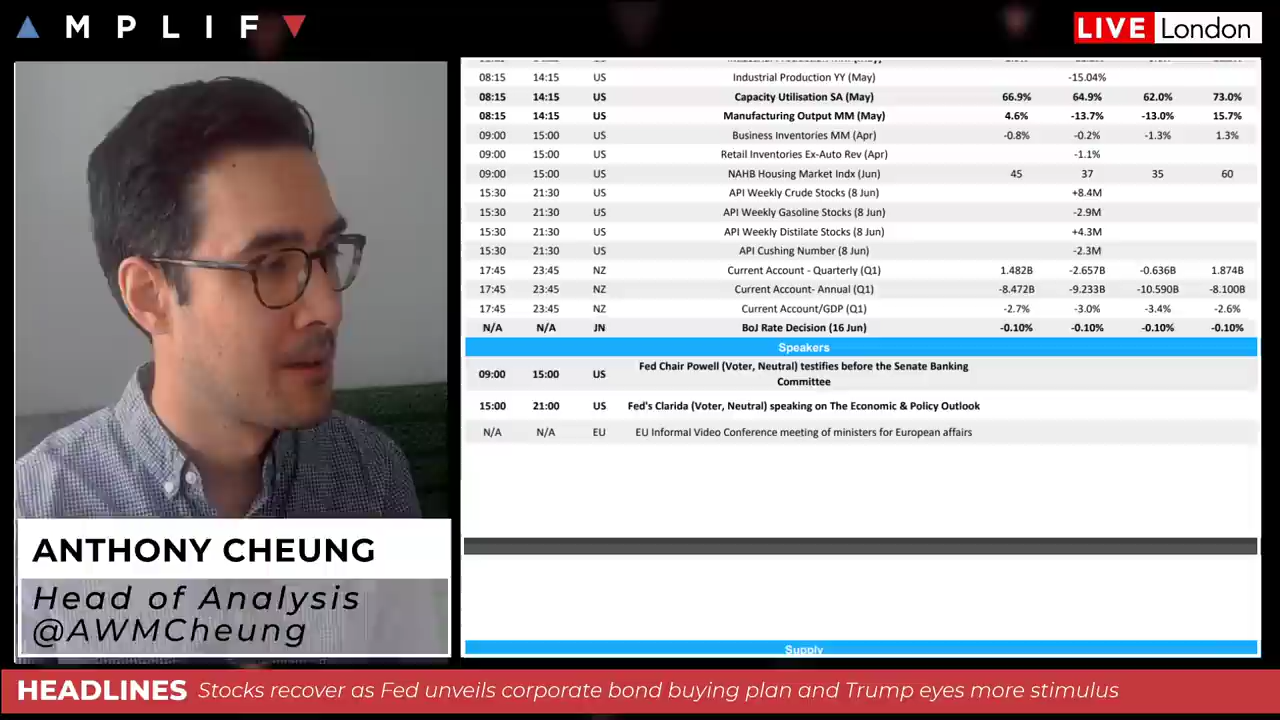 MPLIF
LIVE London
08:15 14:15 US Industrial Production YY (May) -15.04%
08:15 14:15 US Capacity Utilisation SA (May) 66.9% 64.9% 62.0% 73.0%
08:15 14:15 US Manufacturing Output MM (May) 4.6% -13.7% -13.0% 15.7%
09:00 15:00 US Business Inventories MM (Apr) -0.8% -0.2% -1.3% 1.3%
09:00 15:00 US Retail Inventories Ex-Auto Rev (Apr) -1.1%
09:00 15:00 US NAHB Housing Market Indx (Jun) 45 37 35 60
15:30 21:30 US API Weekly Crude Stocks (8 Jun) +8.4M
15:30 21:30 US API Weekly Gasoline Stocks (8 Jun) -2.9M
15:30 21:30 US API Weekly Distilate Stocks (8 Jun) +4.3M
15:30 21:30 US API Cushing Number (8 Jun) -2.3M
17:45 23:45 NZ Current Account - Quarterly (Q1) 1.482B -2.657B -0.636B 1.874B
17:45 23:45 NZ Current Account- Annual (Q1) -8.472B -9.233B -10.590B -8.100B
17:45 23:45 NZ Current Account/GDP (Q1) -2.7% -3.0% -3.4% -2.6%
N/A N/A JN BoJ Rate Decision (16 Jun) -0.10% -0.10% -0.10% -0.10%
Speakers
09:00 15:00 US Fed Chair Powell (Voter, Neutral) testifies before the Senate Banking
Committee
15:00 21:00 US Fed's Clarida (Voter, Neutral) speaking on The Economic & Policy Outlook
N/A N/A EU EU Informal Video Conference meeting of ministers for European affairs
Supply
ANTHONY CHEUNG
Head of Analysis
@AWMCheung
HEADLINES Stocks recover as Fed unveils corporate bond buying plan and Trump eyes more stimulus